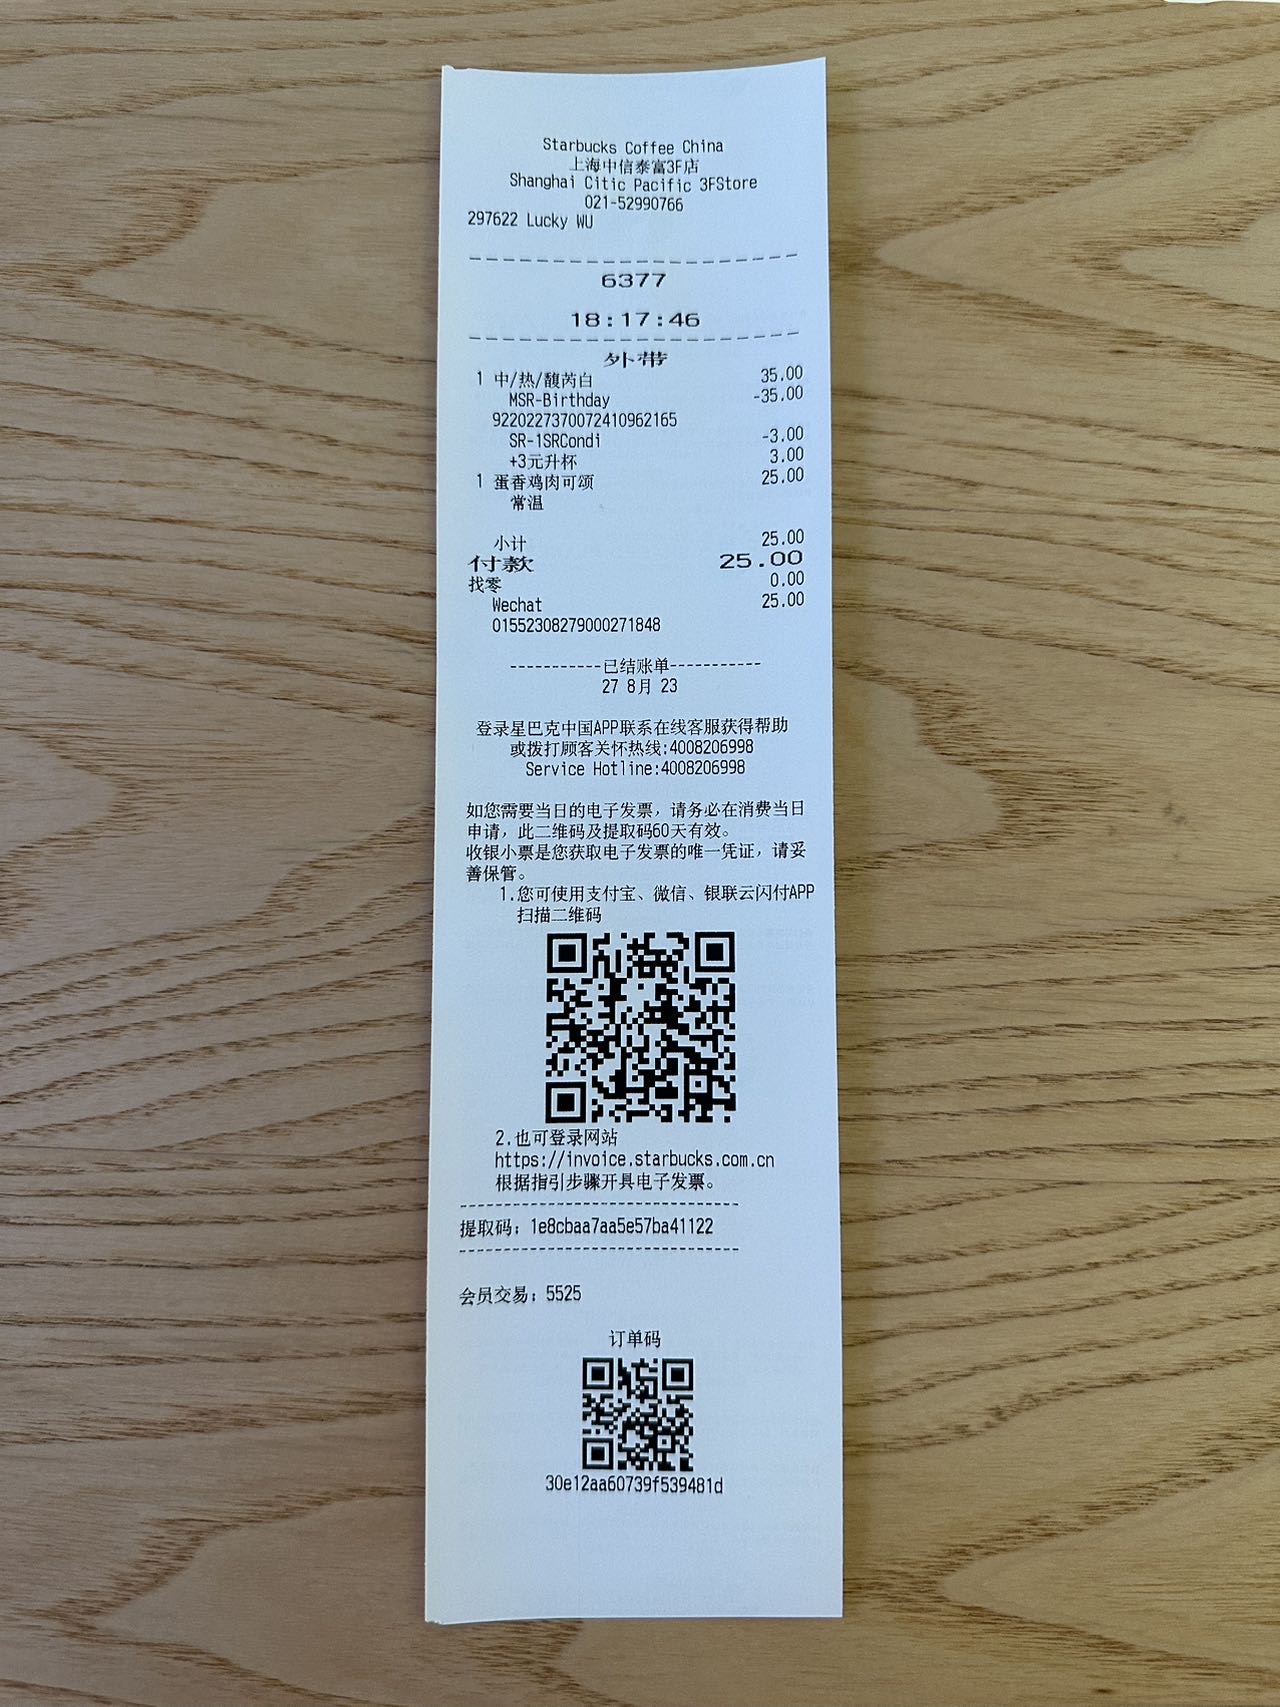 Starbucks Coffee China
上海中信泰富3F店
Shanghai Citic Pacific 3FStore
021-52990766
297622 Lucky WU
6377
18:17:46
外带
1 中/热/馥芮白 35.00
MSR-Birthday -35.00
9220227370072410962165
SR-1SRCondi -3.00
+3元升杯 3.00
1 蛋香鸡肉可颂 25.00
常温
小计 25.00
付款 25.00
找零 0.00
Wechat 25.00
01552308279000271848
-----------已结账单-----------
27 8月 23
登录星巴克中国APP联系在线客服获得帮助
或拨打顾客关怀热线:4008206998
Service Hotline:4008206998
如您需要当日的电子发票，请务必在消费当日
申请，此二维码及提取码60天有效。
收银小票是您获取电子发票的唯一凭证，请妥
善保管。
1.您可使用支付宝、微信、银联云闪付APP
扫描二维码
2.也可登录网站
https://invoice.starbucks.com.cn
根据指引步骤开具电子发票。
提取码：1e8cbaa7aa5e57ba41122
会员交易：5525
订单码
30e12aa60739f539481d